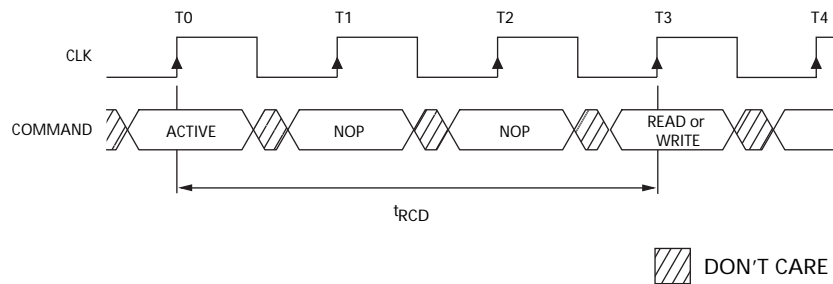 T0 T1 T2 T3 T4
CLK
COMMAND ACTIVE NOP NOP READ or
WRITE
tRCD
DON'T CARE